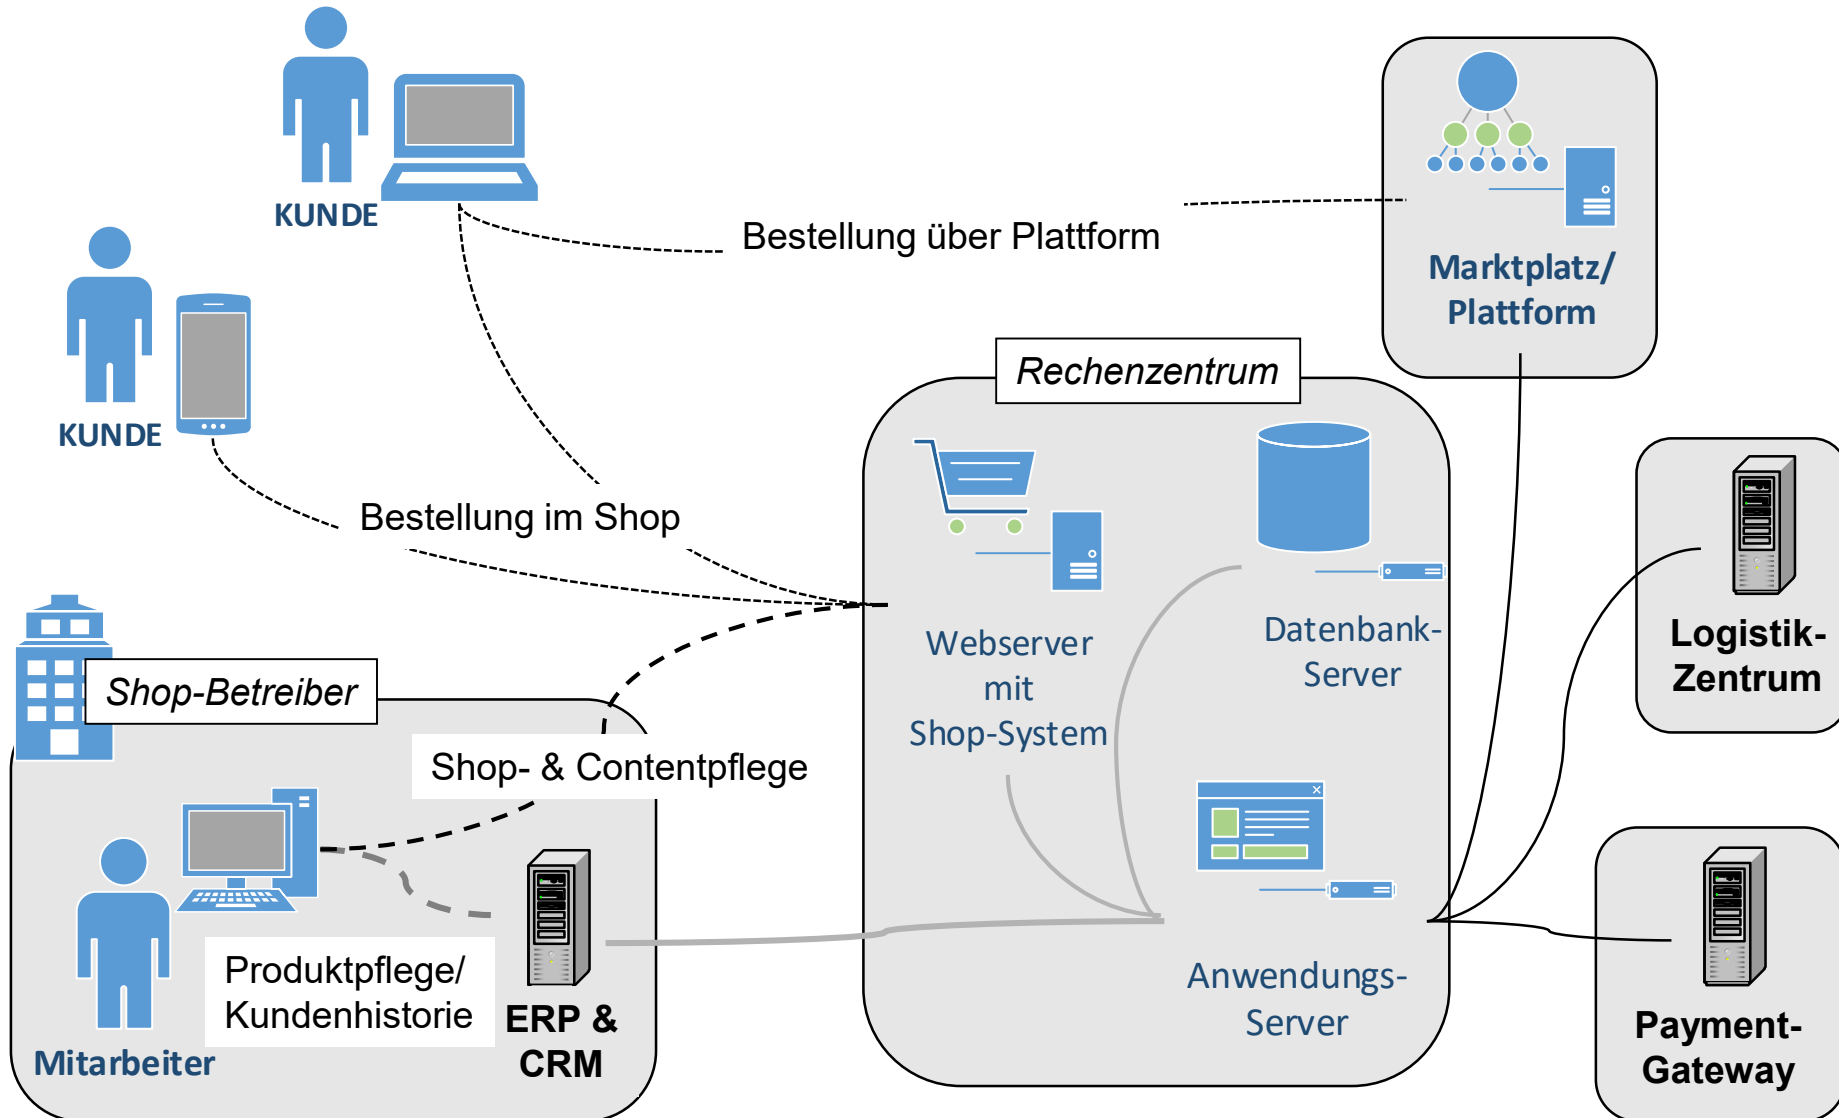 KUNDE
KUNDE
Bestellung über Plattform
Marktplatz/
Plattform
Rechenzentrum
Bestellung im Shop
Webserver
mit
Shop-System
Datenbank-
Server
Logistik-
Zentrum
Shop-Betreiber
Shop- & Contentpflege
Produktpflege/
Kundenhistorie
ERP &
CRM
Mitarbeiter
Anwendungs-
Server
Payment-
Gateway